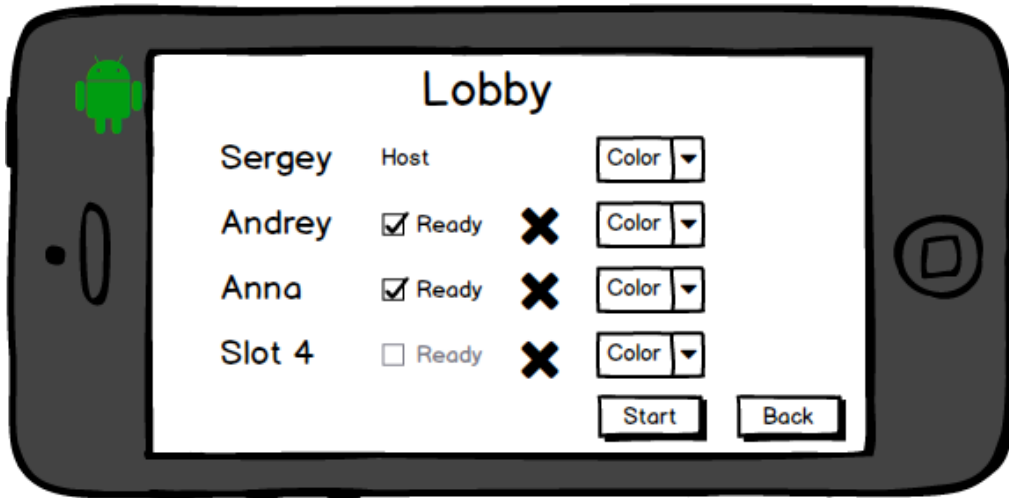 Lobby
Sergey Host Color
Andrey Ready Color
Anna Ready Color
Slot 4 Ready Color
Start Back